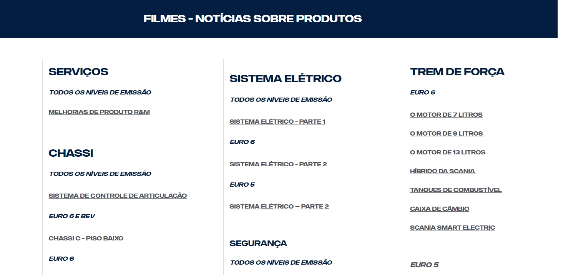 FILMES - NOTÍCIAS SOBRE PRODUTOS
SERVIÇOS
TODOS OS NÍVEIS DE EMISSÃO
MELHORIAS DE PRODUTO R&M
CHASSI
TODOS OS NÍVEIS DE EMISSÃO
SISTEMA DE CONTROLE DE ARTICULAÇÃO
EURO 6 E BEV
CHASSI C - PISO BAIXO
EURO 6
SISTEMA ELÉTRICO
TODOS OS NÍVEIS DE EMISSÃO
SISTEMA ELÉTRICO - PARTE 1
EURO 6
SISTEMA ELÉTRICO - PARTE 2
EURO 5
SISTEMA ELÉTRICO – PARTE 2
SEGURANÇA
TODOS OS NÍVEIS DE EMISSÃO
TREM DE FORÇA
EURO 6
O MOTOR DE 7 LITROS
O MOTOR DE 9 LITROS
O MOTOR DE 13 LITROS
HÍBRIDO DA SCANIA
TANQUES DE COMBUSTÍVEL
CAIXA DE CÂMBIO
SCANIA SMART ELECTRIC
EURO 5